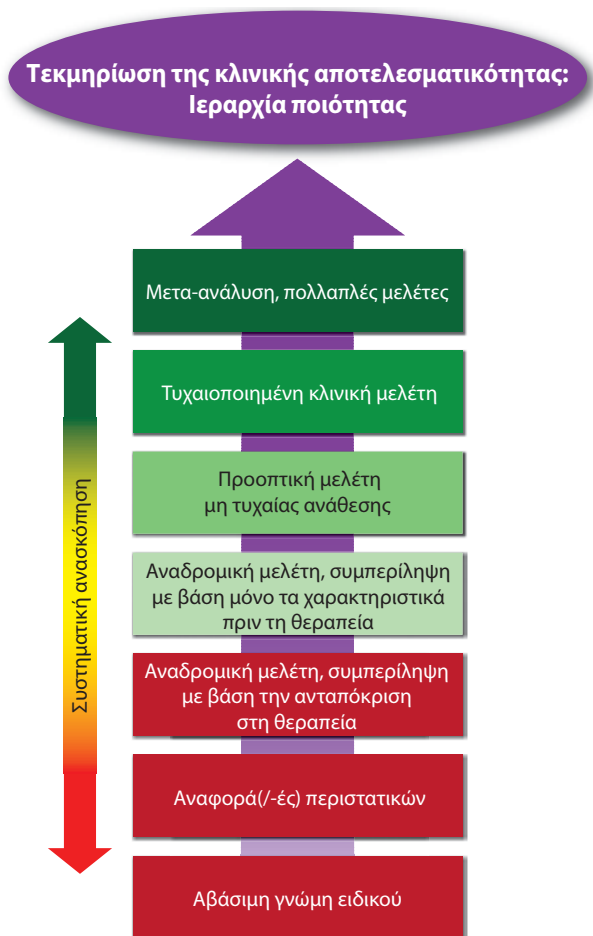 Τεκμηρίωση της κλινικής αποτελεσματικότητας:
Ιεραρχία ποιότητας
Μετα-ανάλυση, πολλαπλές μελέτες
Τυχαιοποιημένη κλινική μελέτη
Προοπτική μελέτη
μη τυχαίας ανάθεσης
Αναδρομική μελέτη, συμπερίληψη
με βάση μόνο τα χαρακτηριστικά
πριν τη θεραπεία
Αναδρομική μελέτη, συμπερίληψη
με βάση την ανταπόκριση
στη θεραπεία
Αναφορά(/-ές) περιστατικών
Αβάσιμη γνώμη ειδικού
Συστηματική ανασκόπηση